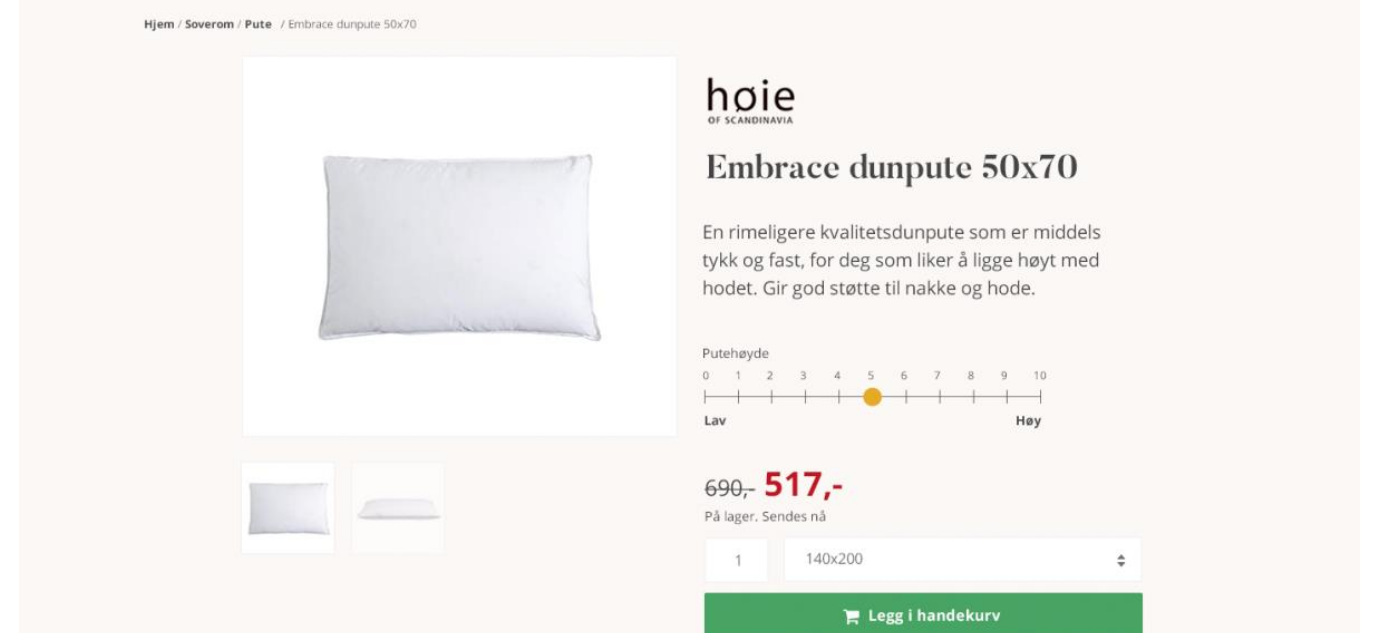 Hjem / Soverom / Pute / Embrace dunpute 50x70
høie
OF SCANDINAVIA
Embrace dunpute 50x70
En rimeligere kvalitetsdunpute som er middels
tykk og fast, for deg som liker å ligge høyt med
hodet. Gir god støtte til nakke og hode.
Putehøyde
0 1 2 3 4 5 6 7 8 9 10
Lav Høy
690,- 517,-
På lager. Sendes nå
1 140x200
Legg i handekurv